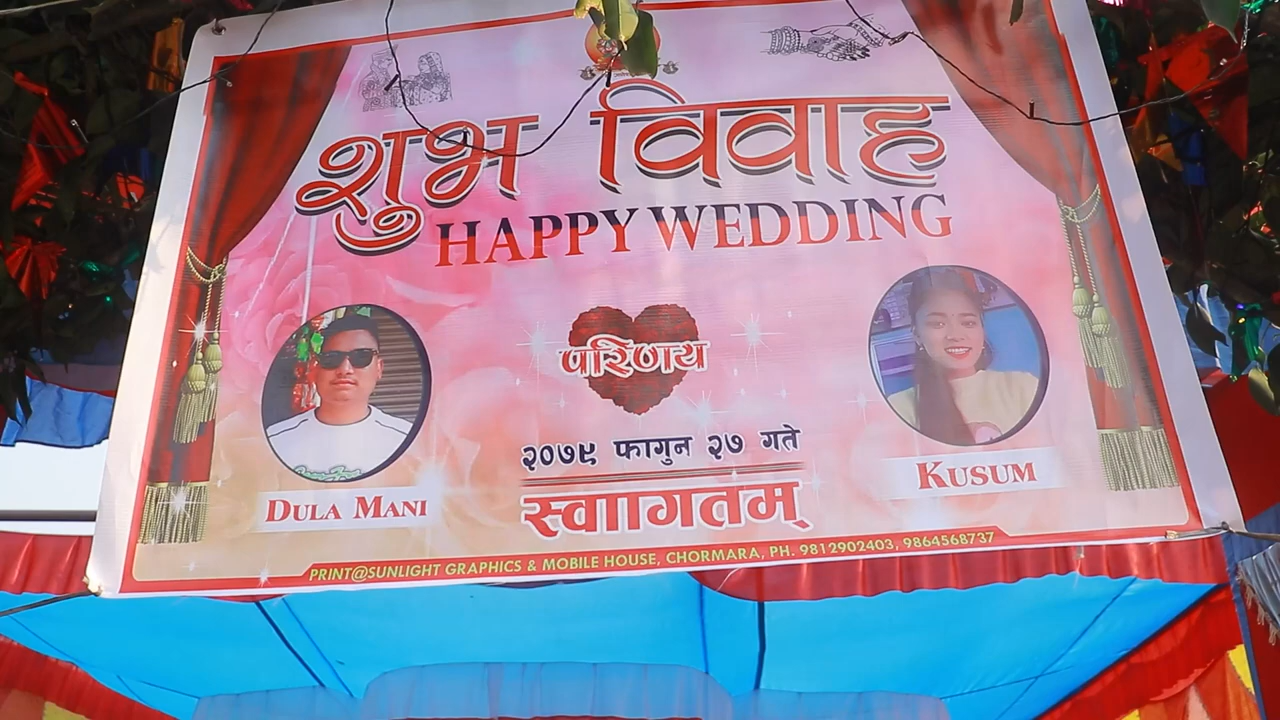 शुभ विवाह
HAPPY WEDDING
परिणय
DULA MANI
KUSUM
२०७९ फागुन २७ गते
स्वाागतम्
PRINT@SUNLIGHT GRAPHICS & MOBILE HOUSE, CHORMARA, PH. 9812902403, 9864568737